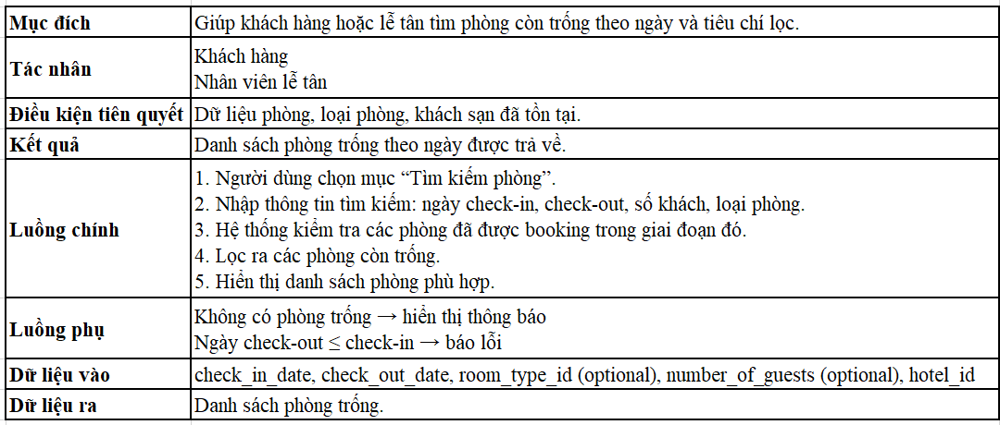 Mục đích Giúp khách hàng hoặc lễ tân tìm phòng còn trống theo ngày và tiêu chí lọc.
Tác nhân
Khách hàng
Nhân viên lễ tân
Điều kiện tiên quyết Dữ liệu phòng, loại phòng, khách sạn đã tồn tại.
Kết quả Danh sách phòng trống theo ngày được trả về.
Luồng chính
1. Người dùng chọn mục “Tìm kiếm phòng”.
2. Nhập thông tin tìm kiếm: ngày check-in, check-out, số khách, loại phòng.
3. Hệ thống kiểm tra các phòng đã được booking trong giai đoạn đó.
4. Lọc ra các phòng còn trống.
5. Hiển thị danh sách phòng phù hợp.
Luồng phụ
Không có phòng trống → hiển thị thông báo
Ngày check-out ≤ check-in → báo lỗi
Dữ liệu vào check_in_date, check_out_date, room_type_id (optional), number_of_guests (optional), hotel_id
Dữ liệu ra Danh sách phòng trống.